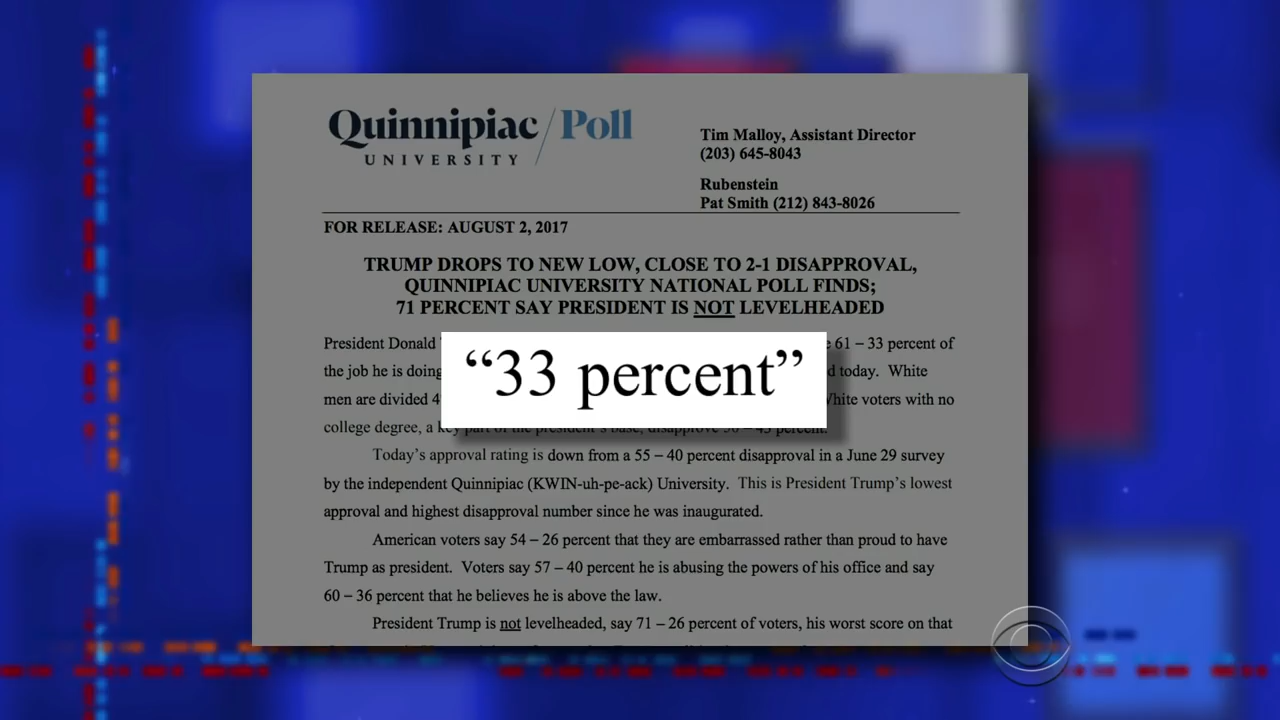 Quinnipiac / Poll
UNIVERSITY
Tim Malloy, Assistant Director
(203) 645-8043
Rubenstein
Pat Smith (212) 843-8026
FOR RELEASE: AUGUST 2, 2017
TRUMP DROPS TO NEW LOW, CLOSE TO 2-1 DISAPPROVAL,
QUINNIPIAC UNIVERSITY NATIONAL POLL FINDS;
71 PERCENT SAY PRESIDENT IS NOT LEVELHEADED
President Donald 61 – 33 percent of
the job he is doing today. White
men are divided White voters with no
“33 percent”
college degree, a key part of the president's base, disapprove percent.
Today's approval rating is down from a 55 – 40 percent disapproval in a June 29 survey
by the independent Quinnipiac (KWIN-uh-pe-ack) University. This is President Trump's lowest
approval and highest disapproval number since he was inaugurated.
American voters say 54 – 26 percent that they are embarrassed rather than proud to have
Trump as president. Voters say 57 – 40 percent he is abusing the powers of his office and say
60 – 36 percent that he believes he is above the law.
President Trump is not levelheaded, say 71 – 26 percent of voters, his worst score on that